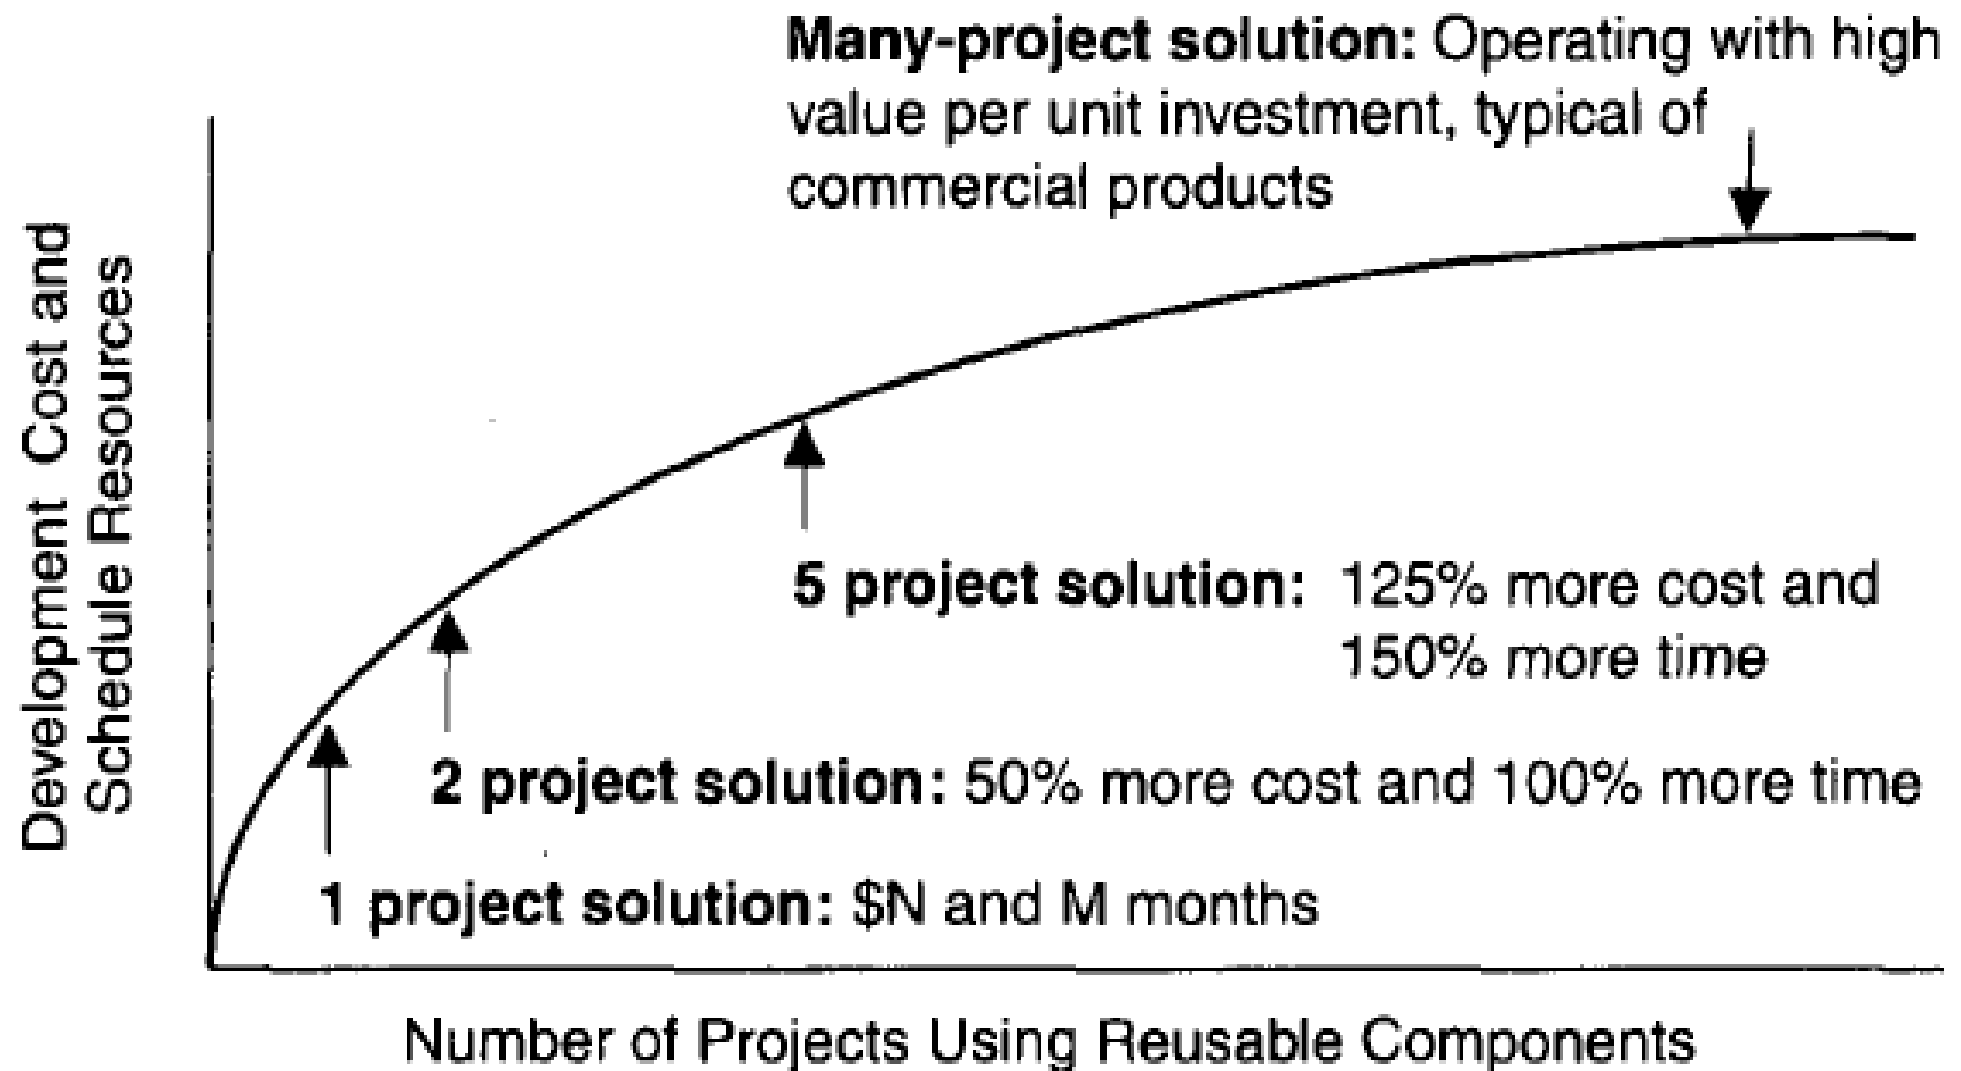 Many-project solution: Operating with high
value per unit investment, typical of
commercial products
Development Cost and
Schedule Resources
5 project solution: 125% more cost and
150% more time
2 project solution: 50% more cost and 100% more time
1 project solution: $N and M months
Number of Projects Using Reusable Components